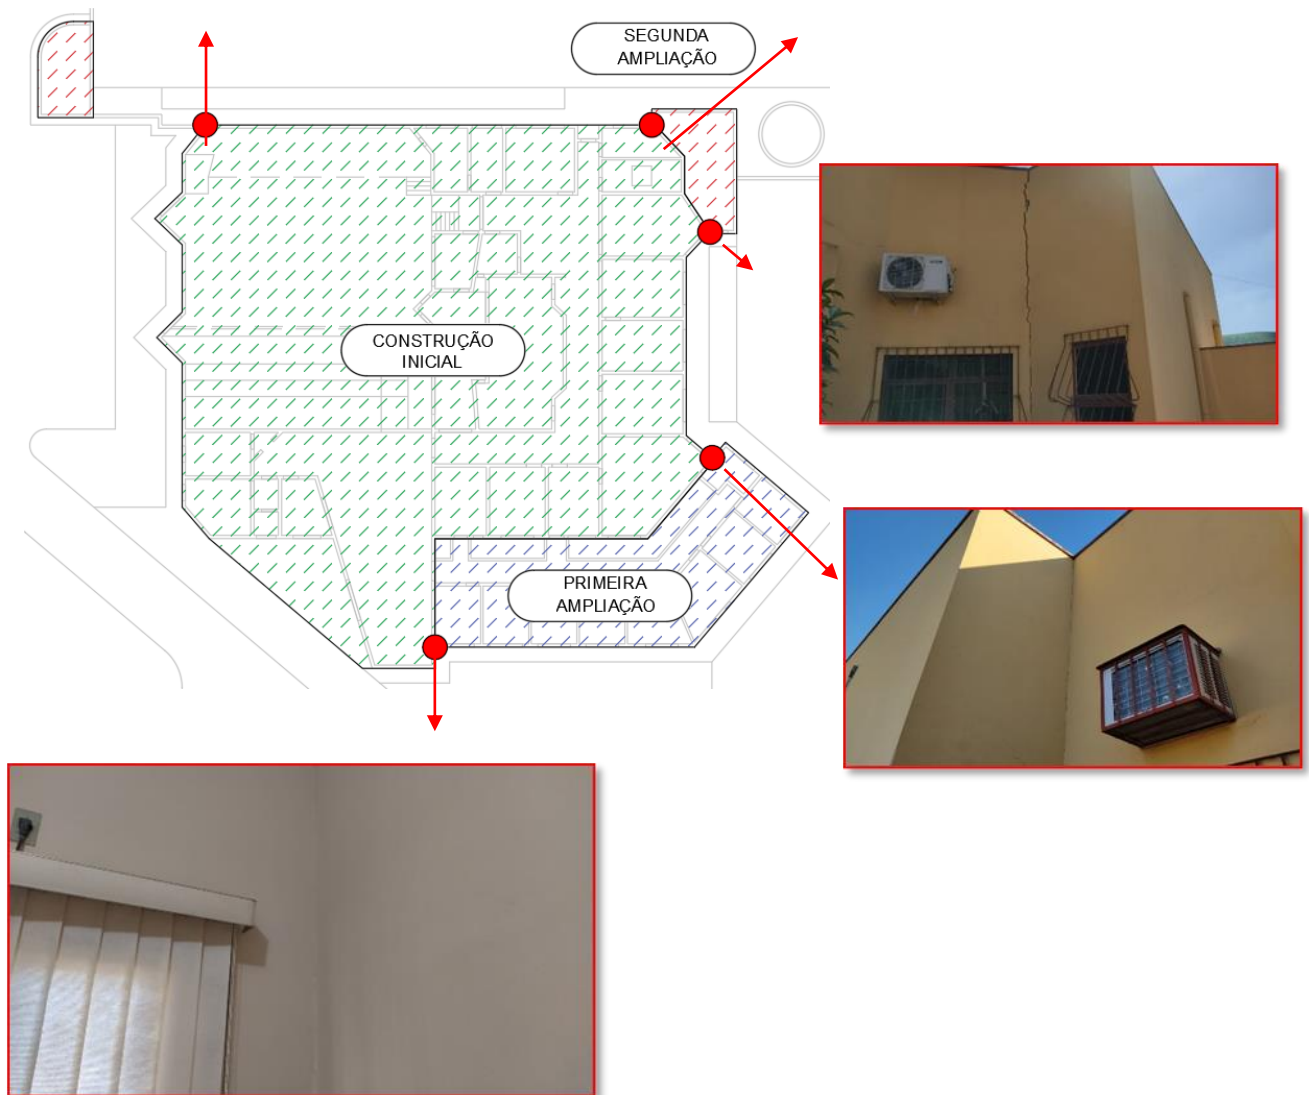 SEGUNDA
AMPLIAÇÃO
CONSTRUÇÃO
INICIAL
PRIMEIRA
AMPLIAÇÃO